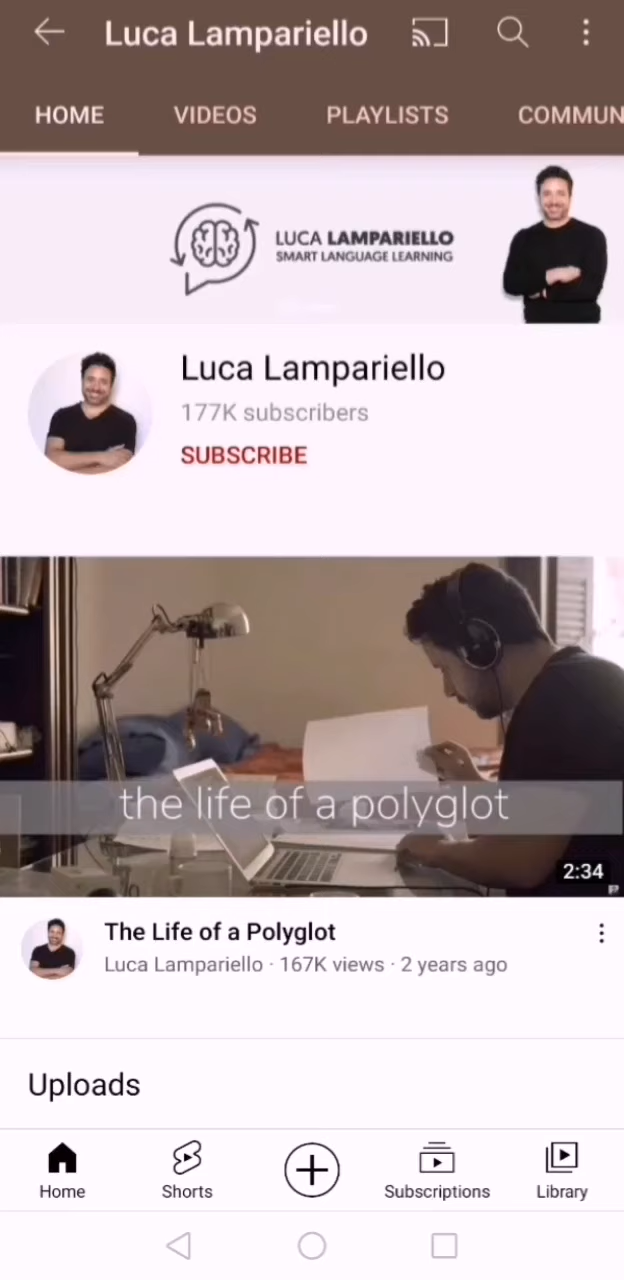 Luca Lampariello
HOME VIDEOS PLAYLISTS COMMUN
LUCA LAMPARIELLO
SMART LANGUAGE LEARNING
Luca Lampariello
177K subscribers
SUBSCRIBE
the life of a polyglot
2:34
The Life of a Polyglot
Luca Lampariello · 167K views · 2 years ago
Uploads
Home Shorts Subscriptions Library